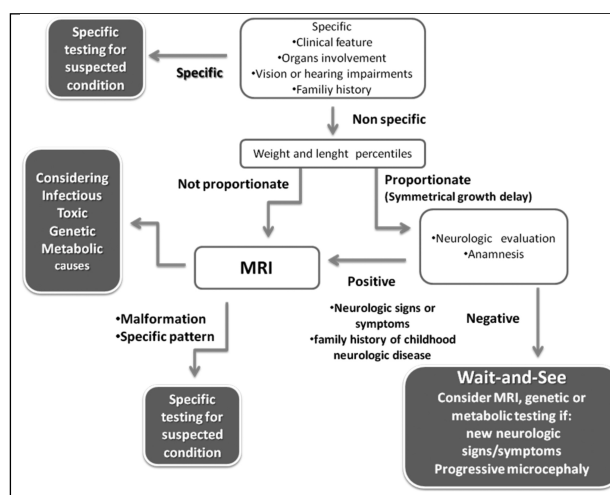 Specific
testing for
suspected
condition
Specific
•Clinical feature
•Organs involvement
•Vision or hearing impairments
•Familiy history
Specific
Non specific
Weight and lenght percentiles
Not proportionate
Proportionate
(Symmetrical growth delay)
Considering
Infectious
Toxic
Genetic
Metabolic
causes
•Neurologic evaluation
•Anamnesis
MRI
Positive
•Neurologic signs or
symptoms
•family history of childhood
neurologic disease
Negative
•Malformation
•Specific pattern
Specific
testing for
suspected
condition
Wait-and-See
Consider MRI, genetic or
metabolic testing if:
new neurologic
signs/symptoms
Progressive microcephaly